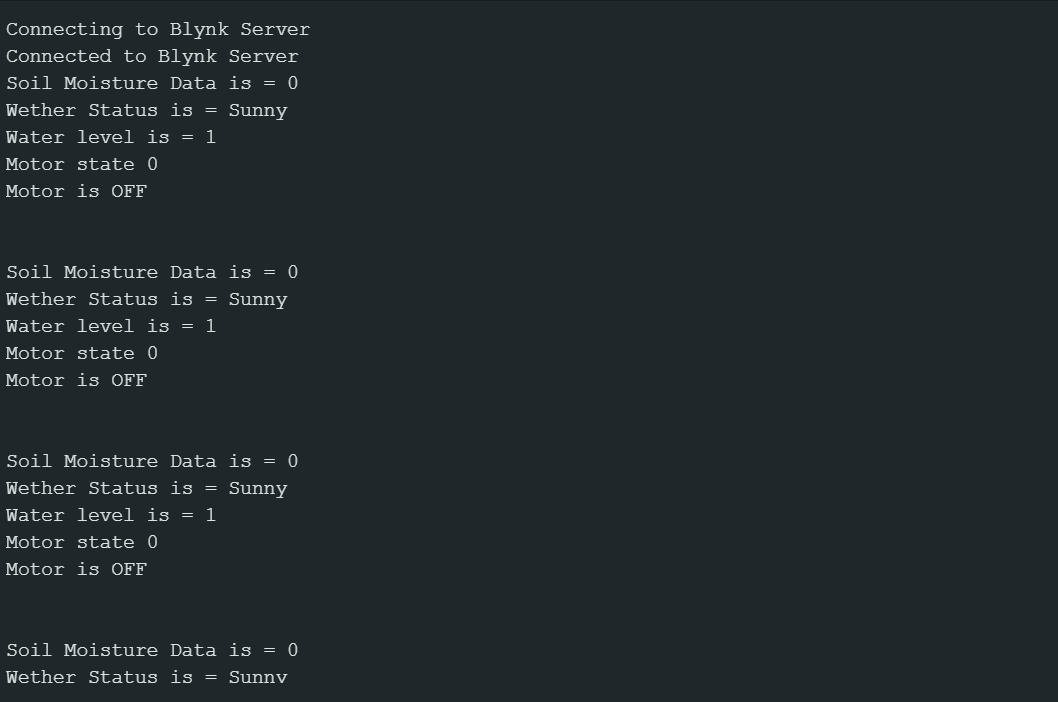 Connecting to Blynk Server
Connected to Blynk Server
Soil Moisture Data is = 0
Wether Status is = Sunny
Water level is = 1
Motor state 0
Motor is OFF
Soil Moisture Data is = 0
Wether Status is = Sunny
Water level is = 1
Motor state 0
Motor is OFF
Soil Moisture Data is = 0
Wether Status is = Sunny
Water level is = 1
Motor state 0
Motor is OFF
Soil Moisture Data is = 0
Wether Status is = Sunny